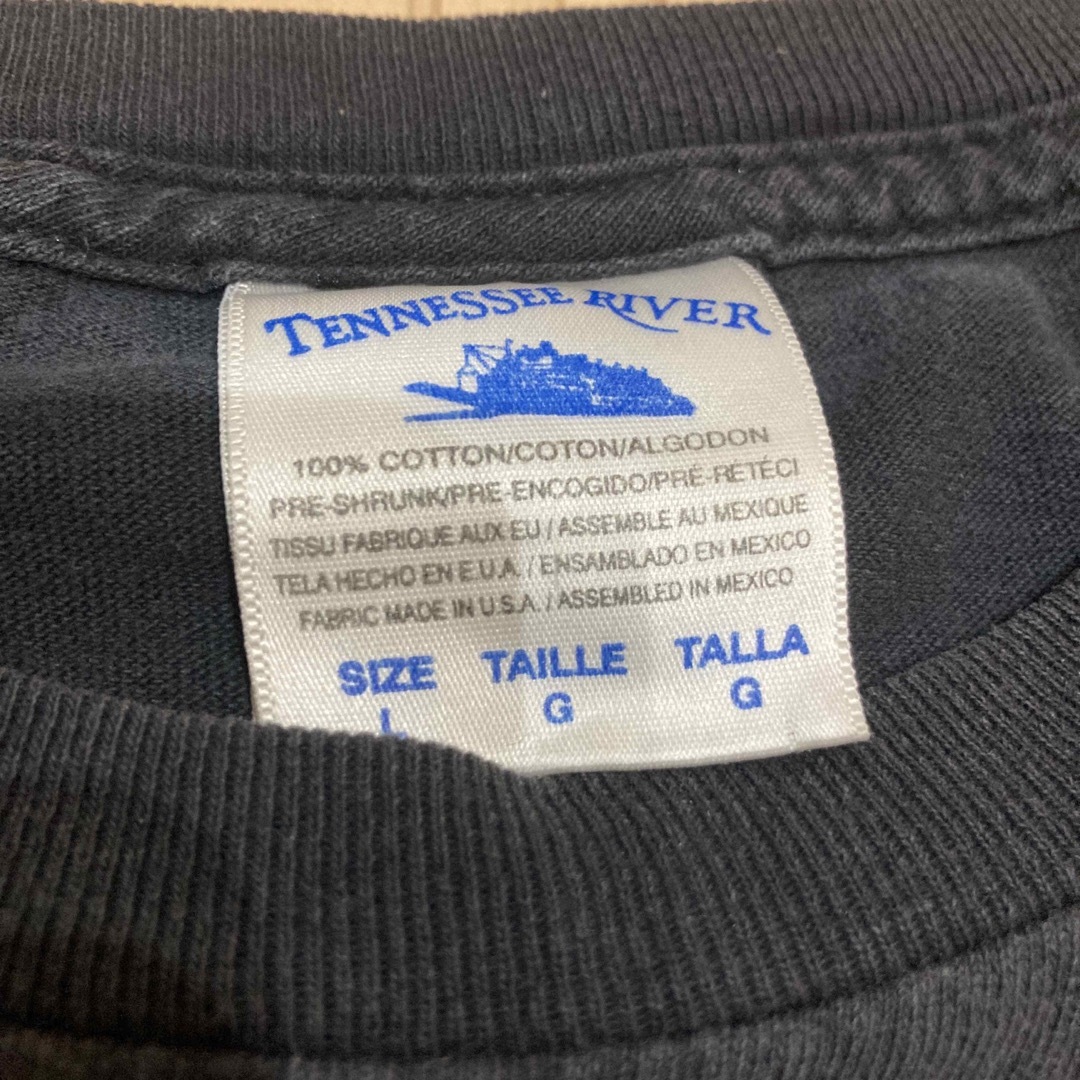 TENNESSEE RIVER
100% COTTON/COTON/ALGODON
PRE-SHRUNK/PRE-ENCOGIDO/PRÉ-RETÉCI
TISSU FABRIQUE AUX EU / ASSEMBLE AU MEXIQUE
TELA HECHO EN E.U.A. / ENSAMBLADO EN MEXICO
FABRIC MADE IN U.S.A. / ASSEMBLED IN MEXICO
SIZE TAILLE TALLA
L G G